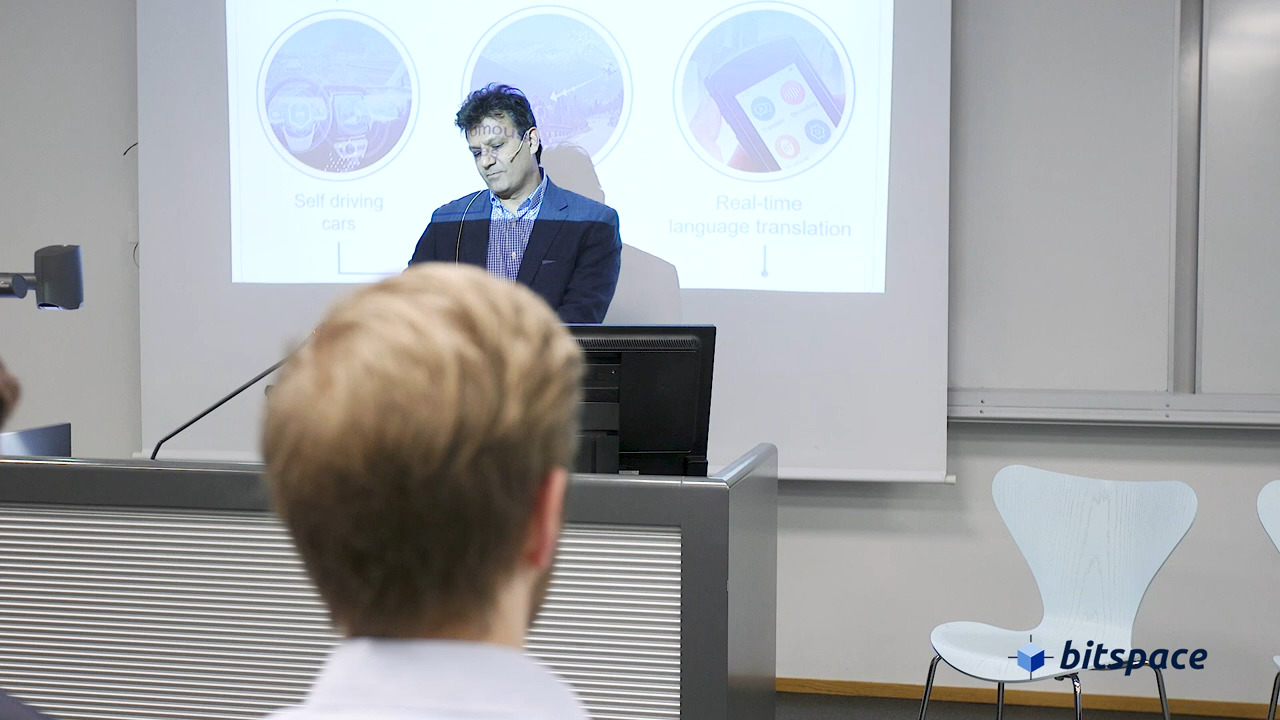 Self driving
cars
Real-time
language translation
bitspace